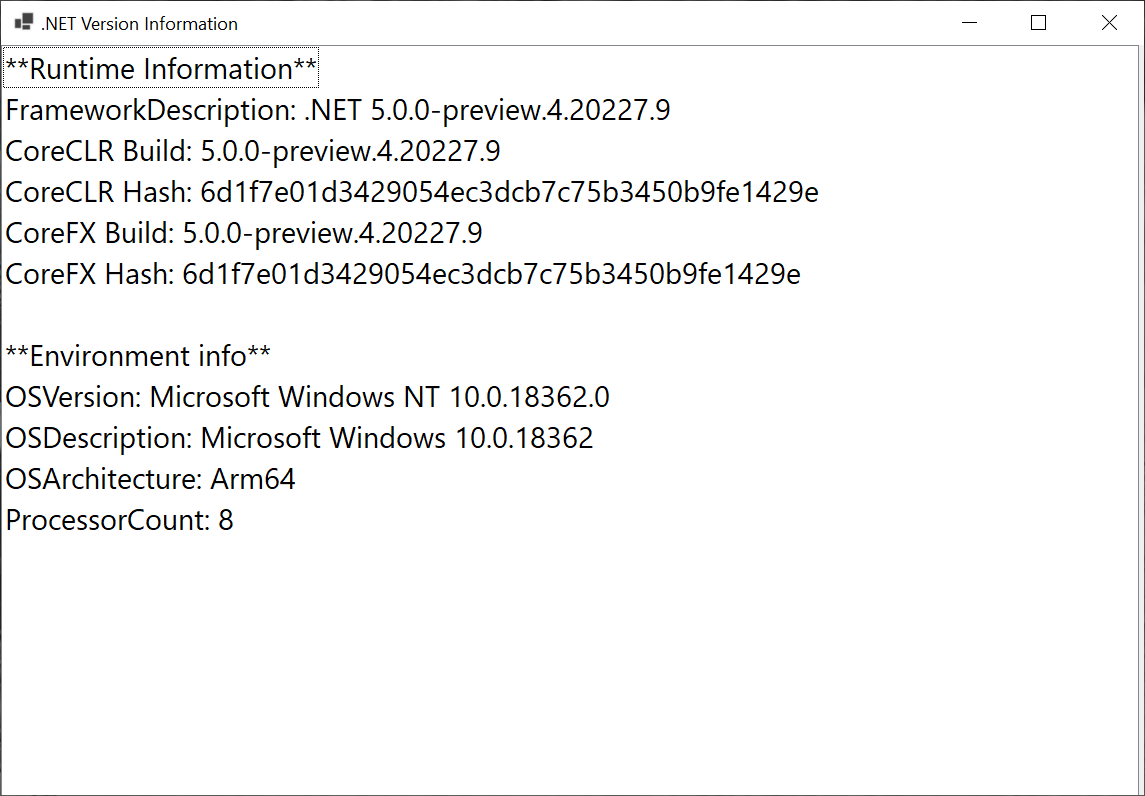 .NET Version Information
**Runtime Information**
FrameworkDescription: .NET 5.0.0-preview.4.20227.9
CoreCLR Build: 5.0.0-preview.4.20227.9
CoreCLR Hash: 6d1f7e01d3429054ec3dcb7c75b3450b9fe1429e
CoreFX Build: 5.0.0-preview.4.20227.9
CoreFX Hash: 6d1f7e01d3429054ec3dcb7c75b3450b9fe1429e
**Environment info**
OSVersion: Microsoft Windows NT 10.0.18362.0
OSDescription: Microsoft Windows 10.0.18362
OSArchitecture: Arm64
ProcessorCount: 8